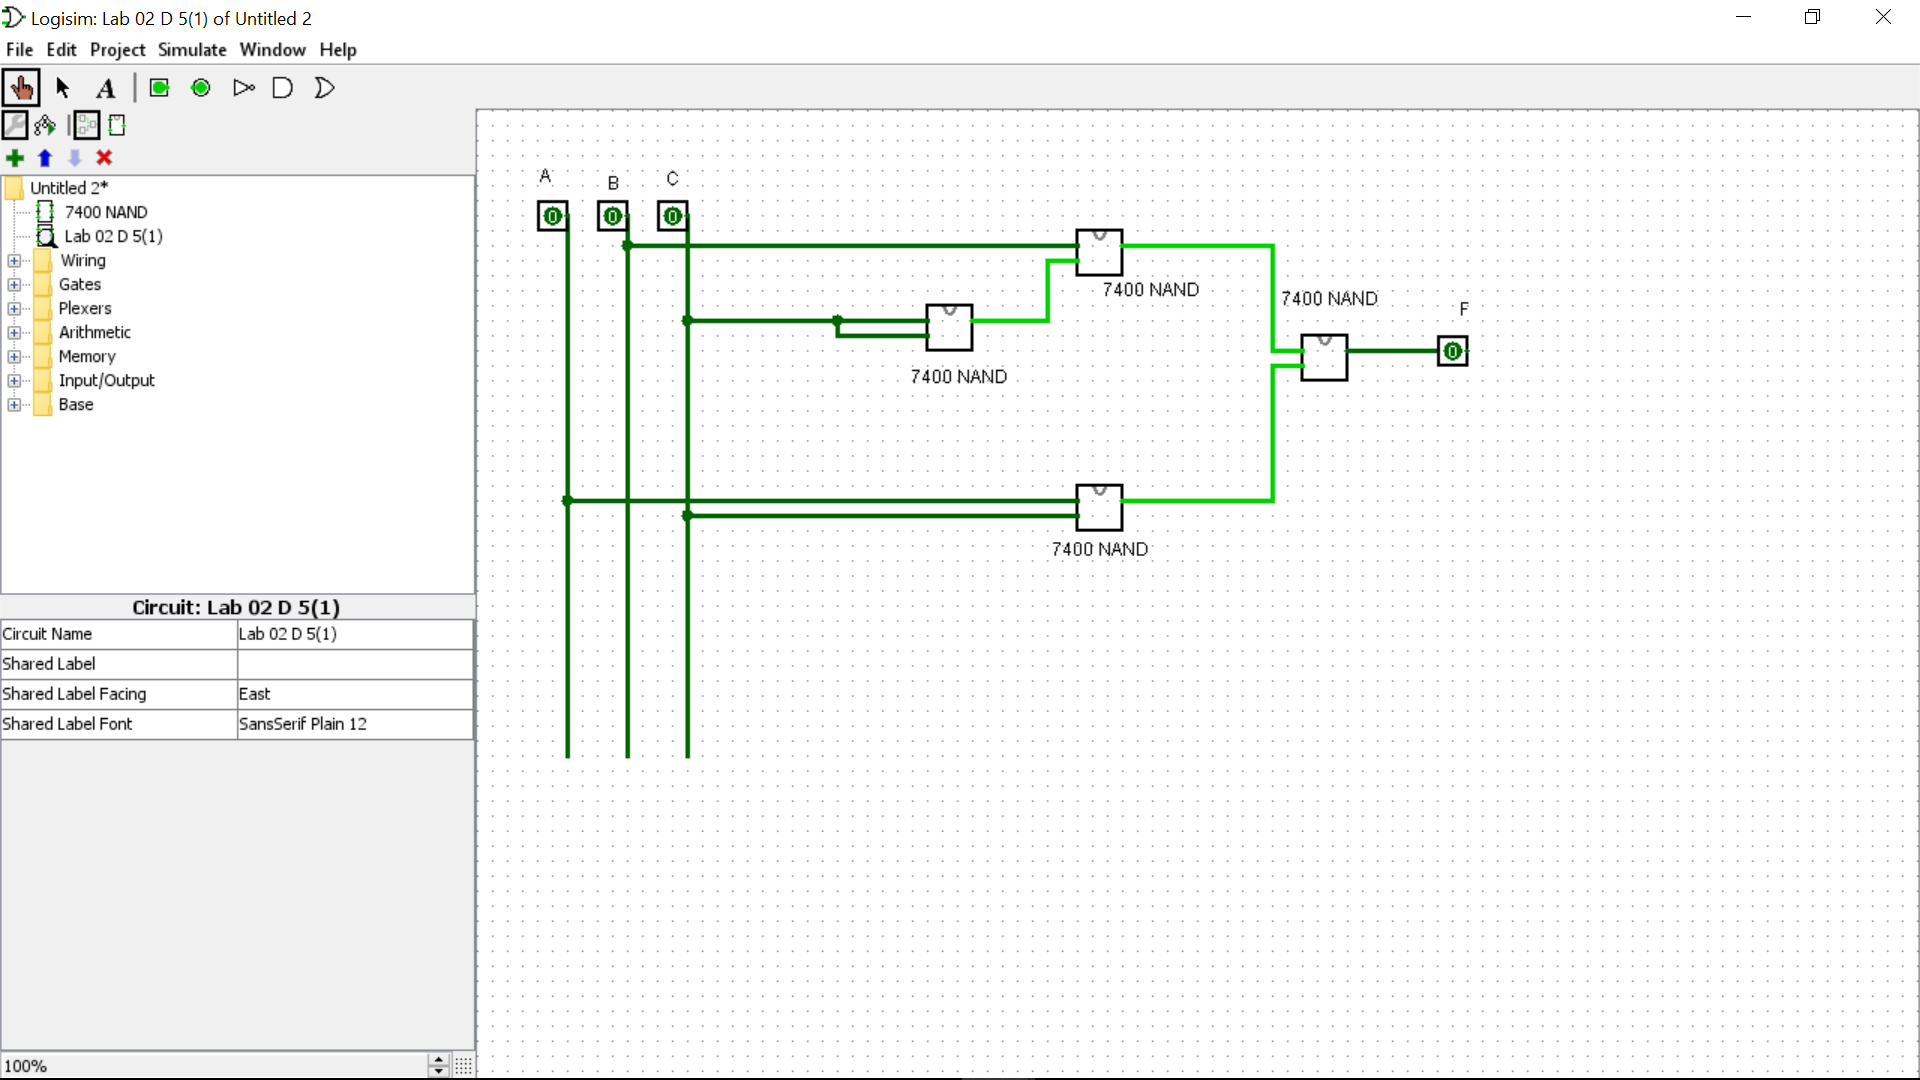 Logisim: Lab 02 D 5(1) of Untitled 2
File Edit Project Simulate Window Help
A
Untitled 2*
7400 NAND
Lab 02 D 5(1)
Wiring
Gates
Plexers
Arithmetic
Memory
Input/Output
Base
Circuit: Lab 02 D 5(1)
Circuit Name Lab 02 D 5(1)
Shared Label
Shared Label Facing East
Shared Label Font SansSerif Plain 12
100%
A B C
0 0 0
7400 NAND
7400 NAND
7400 NAND
F
0
7400 NAND